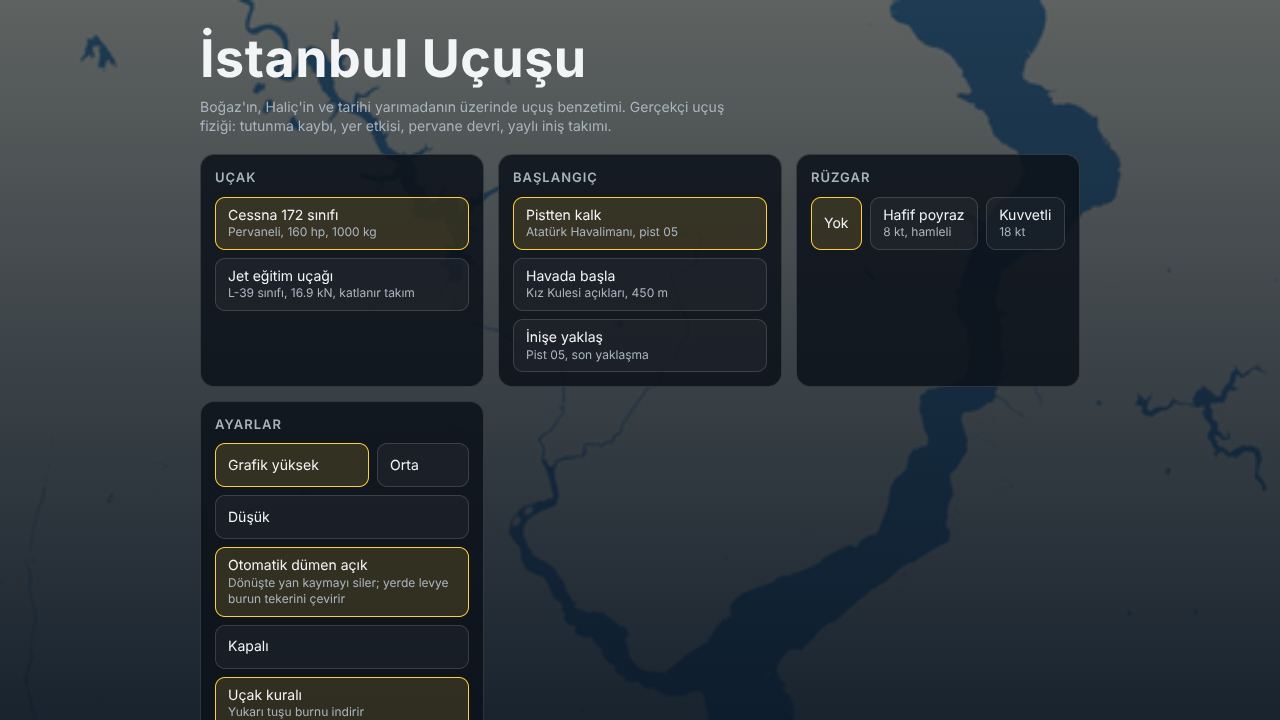 İstanbul Uçuşu
Boğaz'ın, Haliç'in ve tarihi yarımadanın üzerinde uçuş benzetimi. Gerçekçi uçuş
fiziği: tutunma kaybı, yer etkisi, pervane devri, yaylı iniş takımı.
UÇAK
Cessna 172 sınıfı
Pervaneli, 160 hp, 1000 kg
Jet eğitim uçağı
L-39 sınıfı, 16.9 kN, katlanır takım
BAŞLANGIÇ
Pistten kalk
Atatürk Havalimanı, pist 05
Havada başla
Kız Kulesi açıkları, 450 m
İnişe yaklaş
Pist 05, son yaklaşma
RÜZGAR
Yok
Hafif poyraz
8 kt, hamleli
Kuvvetli
18 kt
AYARLAR
Grafik yüksek
Orta
Düşük
Otomatik dümen açık
Dönüşte yan kaymayı siler; yerde levye
burun tekerini çevirir
Kapalı
Uçak kuralı
Yukarı tuşu burnu indirir